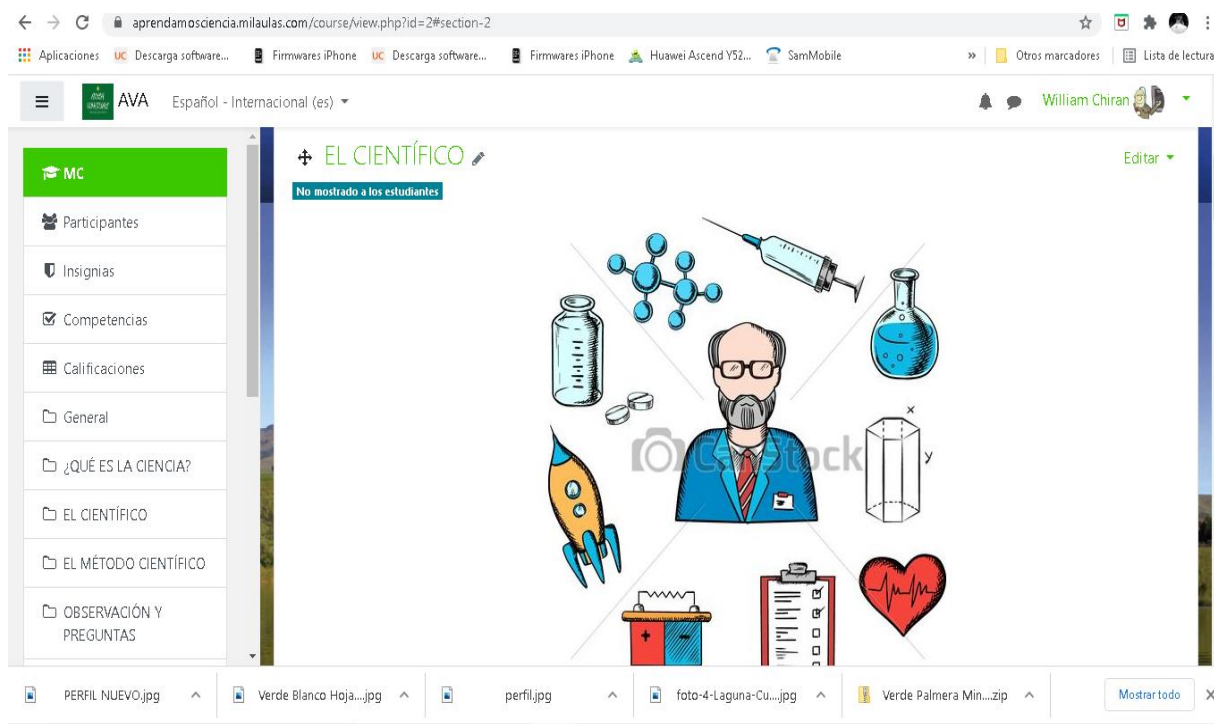 aprendamosciencia.milaulas.com/course/view.php?id=2#section-2
Aplicaciones UC Descarga software... Firmwares iPhone UC Descarga software... Firmwares iPhone Huawei Ascend Y52... SamMobile » Otros marcadores Lista de lectura
AVA Español - Internacional (es) William Chiran
EL CIENTÍFICO Editar
No mostrado a los estudiantes
MC
Participantes
Insignias
Competencias
Calificaciones
General
¿QUÉ ES LA CIENCIA?
EL CIENTÍFICO
EL MÉTODO CIENTÍFICO
OBSERVACIÓN Y
PREGUNTAS
CanStock
x
y
+ -
PERFIL NUEVO.jpg Verde Blanco Hoja....jpg perfil.jpg foto-4-Laguna-Cu....jpg Verde Palmera Min....zip Mostrar todo X